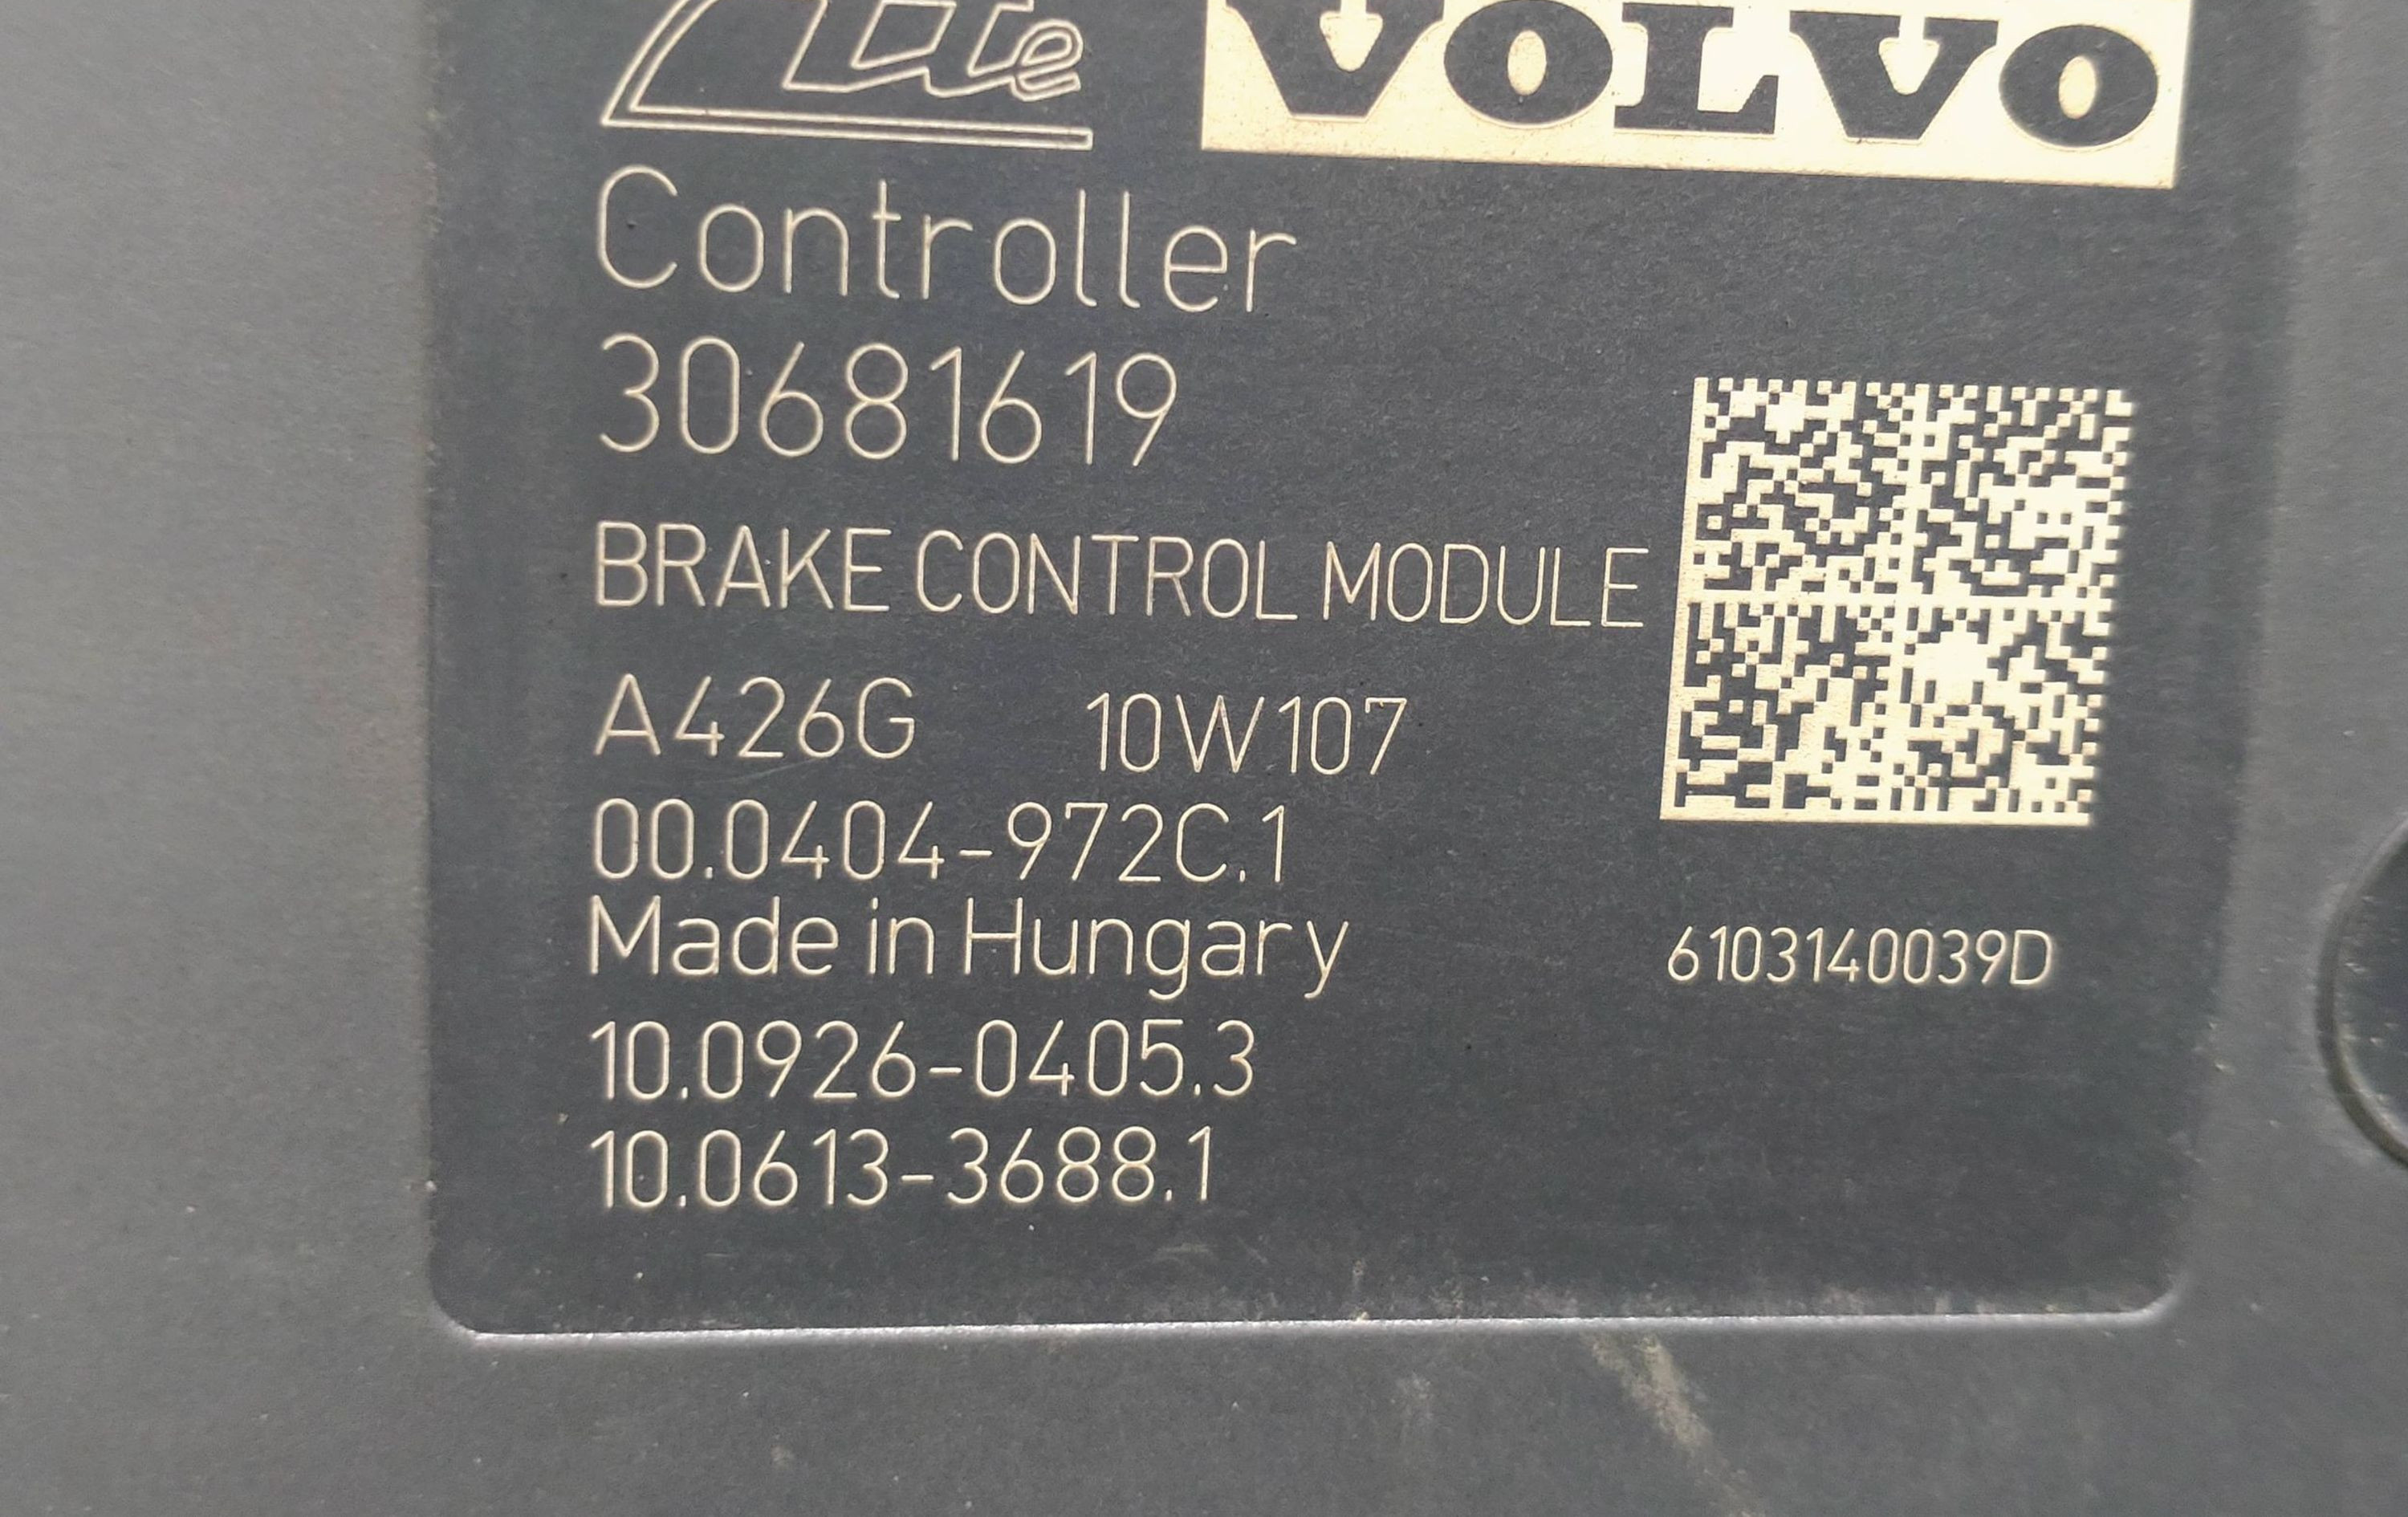 Ate VOLVO
Controller
30681619
BRAKE CONTROL MODULE
A426G 10W107
00.0404-972C.1
Made in Hungary
6103140039D
10.0926-0405.3
10.0613-3688.1